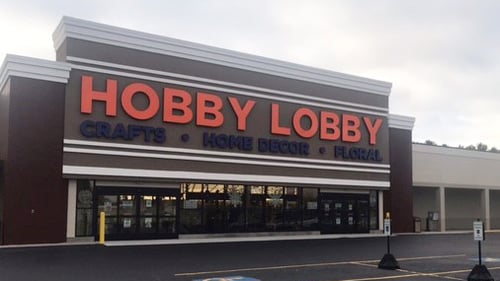 HOBBY LOBBY
CRAFTS • HOME DECOR • FLORAL